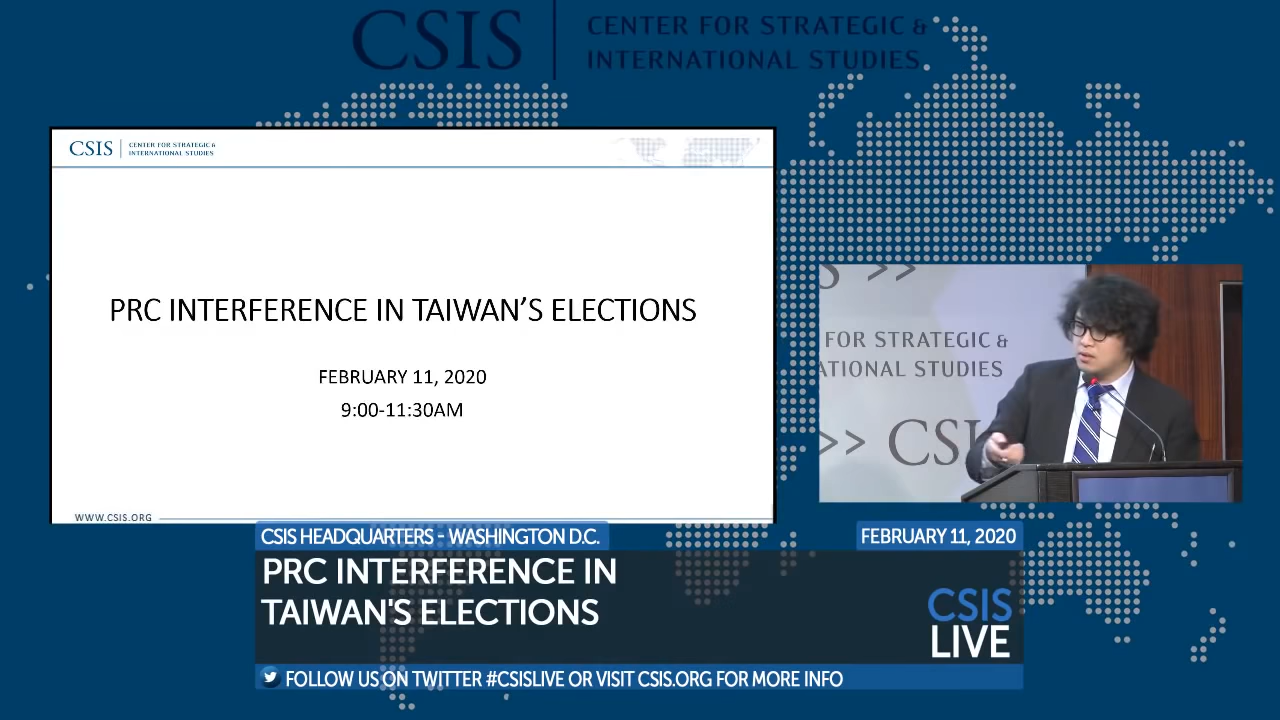 CSIS
CENTER FOR STRATEGIC &
INTERNATIONAL STUDIES
CSIS
CENTER FOR STRATEGIC &
INTERNATIONAL STUDIES
PRC INTERFERENCE IN TAIWAN'S ELECTIONS
FEBRUARY 11, 2020
9:00-11:30AM
WWW.CSIS.ORG
>>
FOR STRATEGIC &
ATIONAL STUDIES
>> CSI
CSIS HEADQUARTERS - WASHINGTON D.C.
FEBRUARY 11, 2020
PRC INTERFERENCE IN
TAIWAN'S ELECTIONS
CSIS
LIVE
FOLLOW US ON TWITTER #CSISLIVE OR VISIT CSIS.ORG FOR MORE INFO